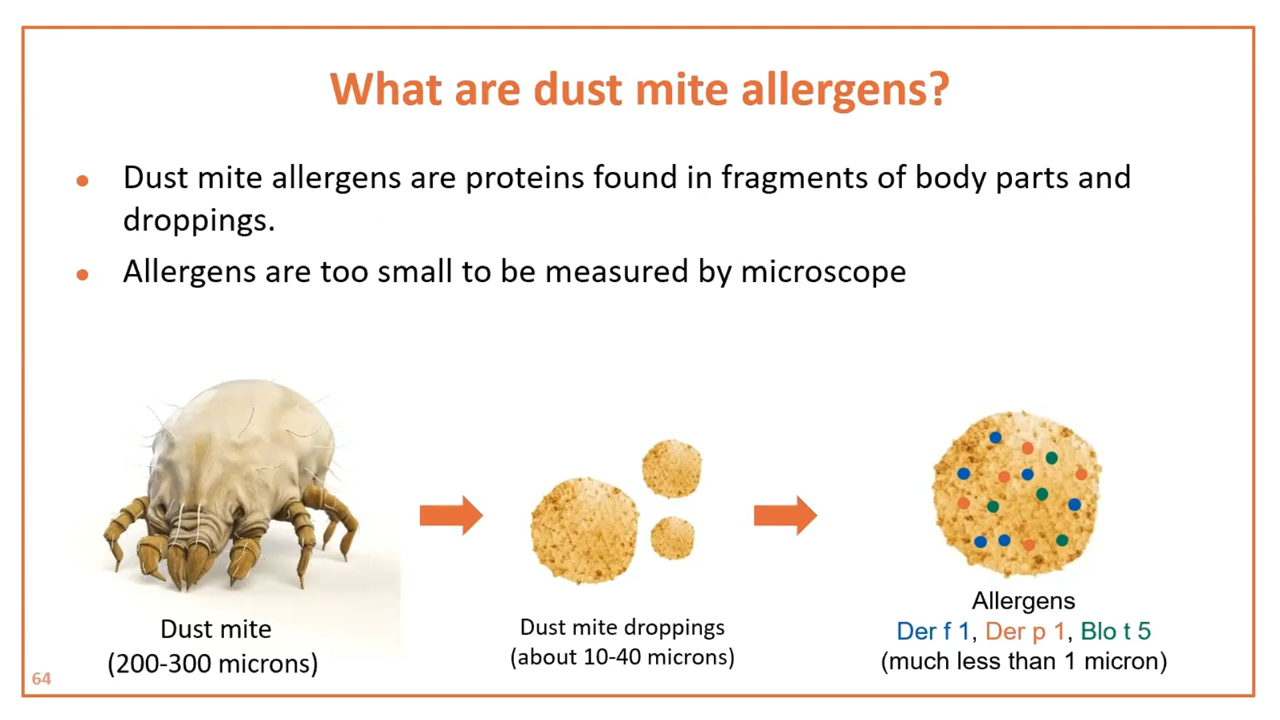 What are dust mite allergens?
• Dust mite allergens are proteins found in fragments of body parts and
droppings.
• Allergens are too small to be measured by microscope
Dust mite
(200-300 microns)
Dust mite droppings
(about 10-40 microns)
Allergens
Der f 1, Der p 1, Blo t 5
(much less than 1 micron)
64